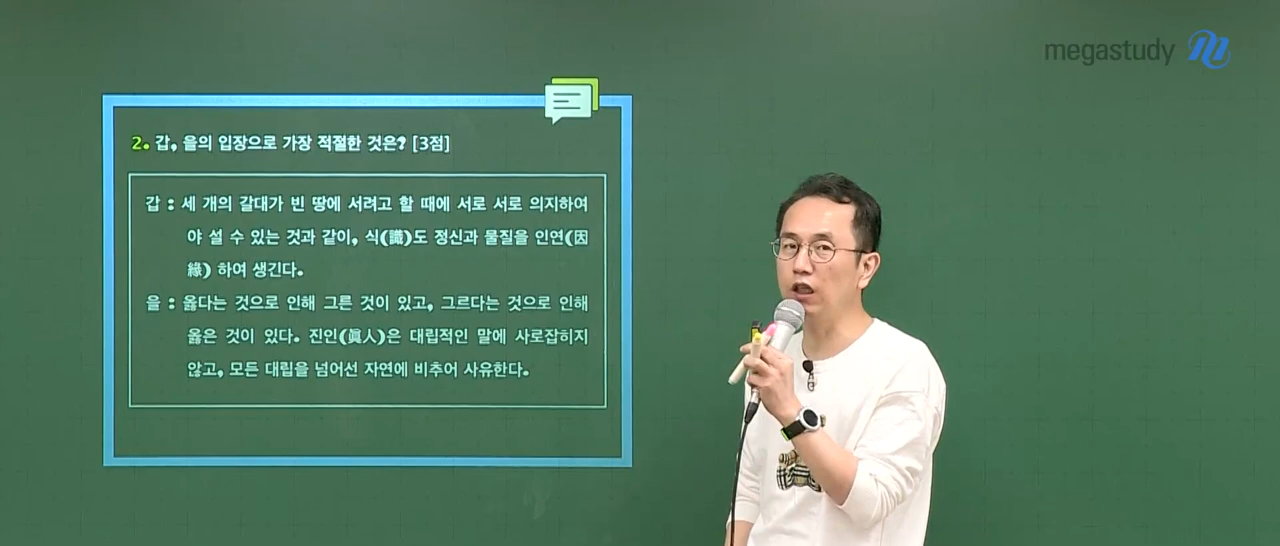 megastudy
2. 갑, 을의 입장으로 가장 적절한 것은? [3점]
갑 : 세 개의 갈대가 빈 땅에 서려고 할 때에 서로 서로 의지하여
야 설 수 있는 것과 같이, 식(識)도 정신과 물질을 인연(因
緣) 하여 생긴다.
을 : 옳다는 것으로 인해 그른 것이 있고, 그르다는 것으로 인해
옳은 것이 있다. 진인(眞人)은 대립적인 말에 사로잡히지
않고, 모든 대립을 넘어선 자연에 비추어 사유한다.